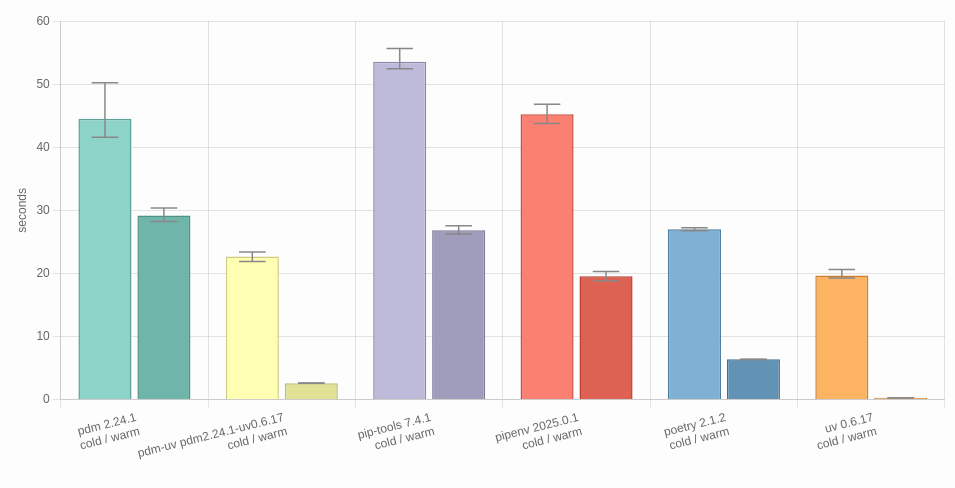 60
50
40
30
20
10
0
seconds
pdm 2.24.1
cold / warm
pdm-uv pdm2.24.1-uv0.6.17
cold / warm
pip-tools 7.4.1
cold / warm
pipenv 2025.0.1
cold / warm
poetry 2.1.2
cold / warm
uv 0.6.17
cold / warm